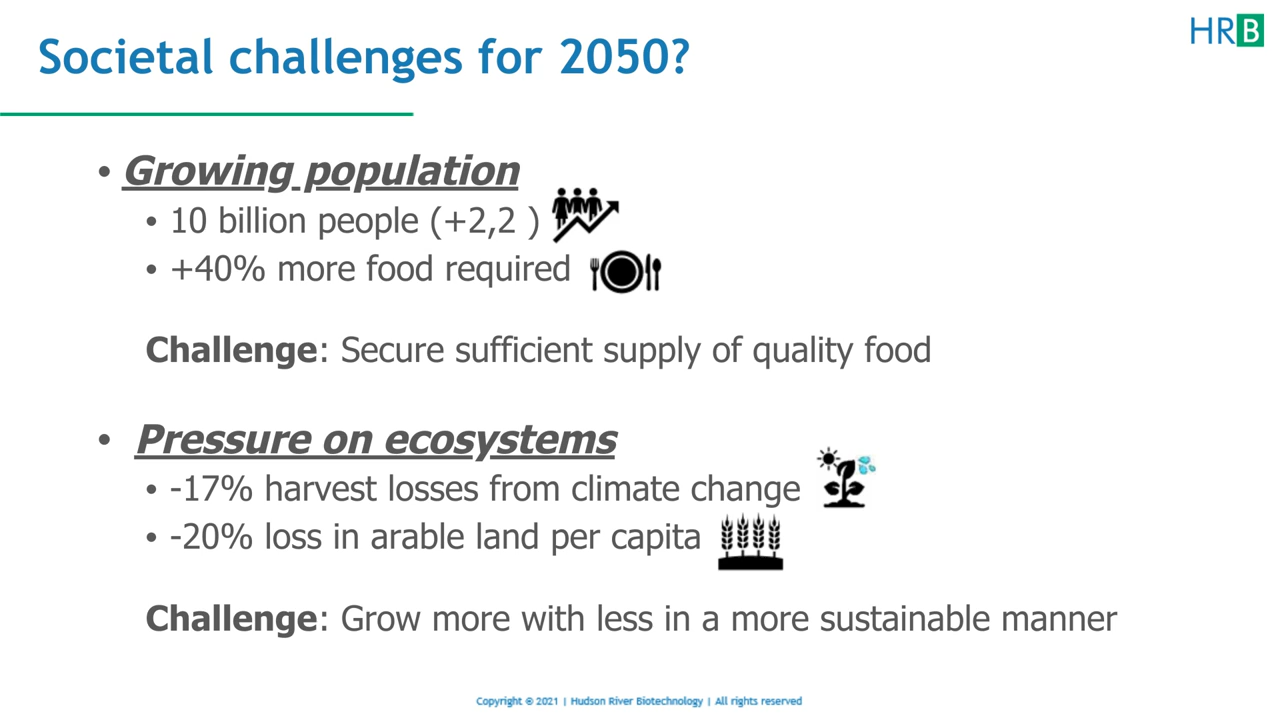 Societal challenges for 2050?
HRB
• Growing population
• 10 billion people (+2,2 )
• +40% more food required
Challenge: Secure sufficient supply of quality food
• Pressure on ecosystems
• -17% harvest losses from climate change
• -20% loss in arable land per capita
Challenge: Grow more with less in a more sustainable manner
Copyright © 2021 | Hudson River Biotechnology | All rights reserved